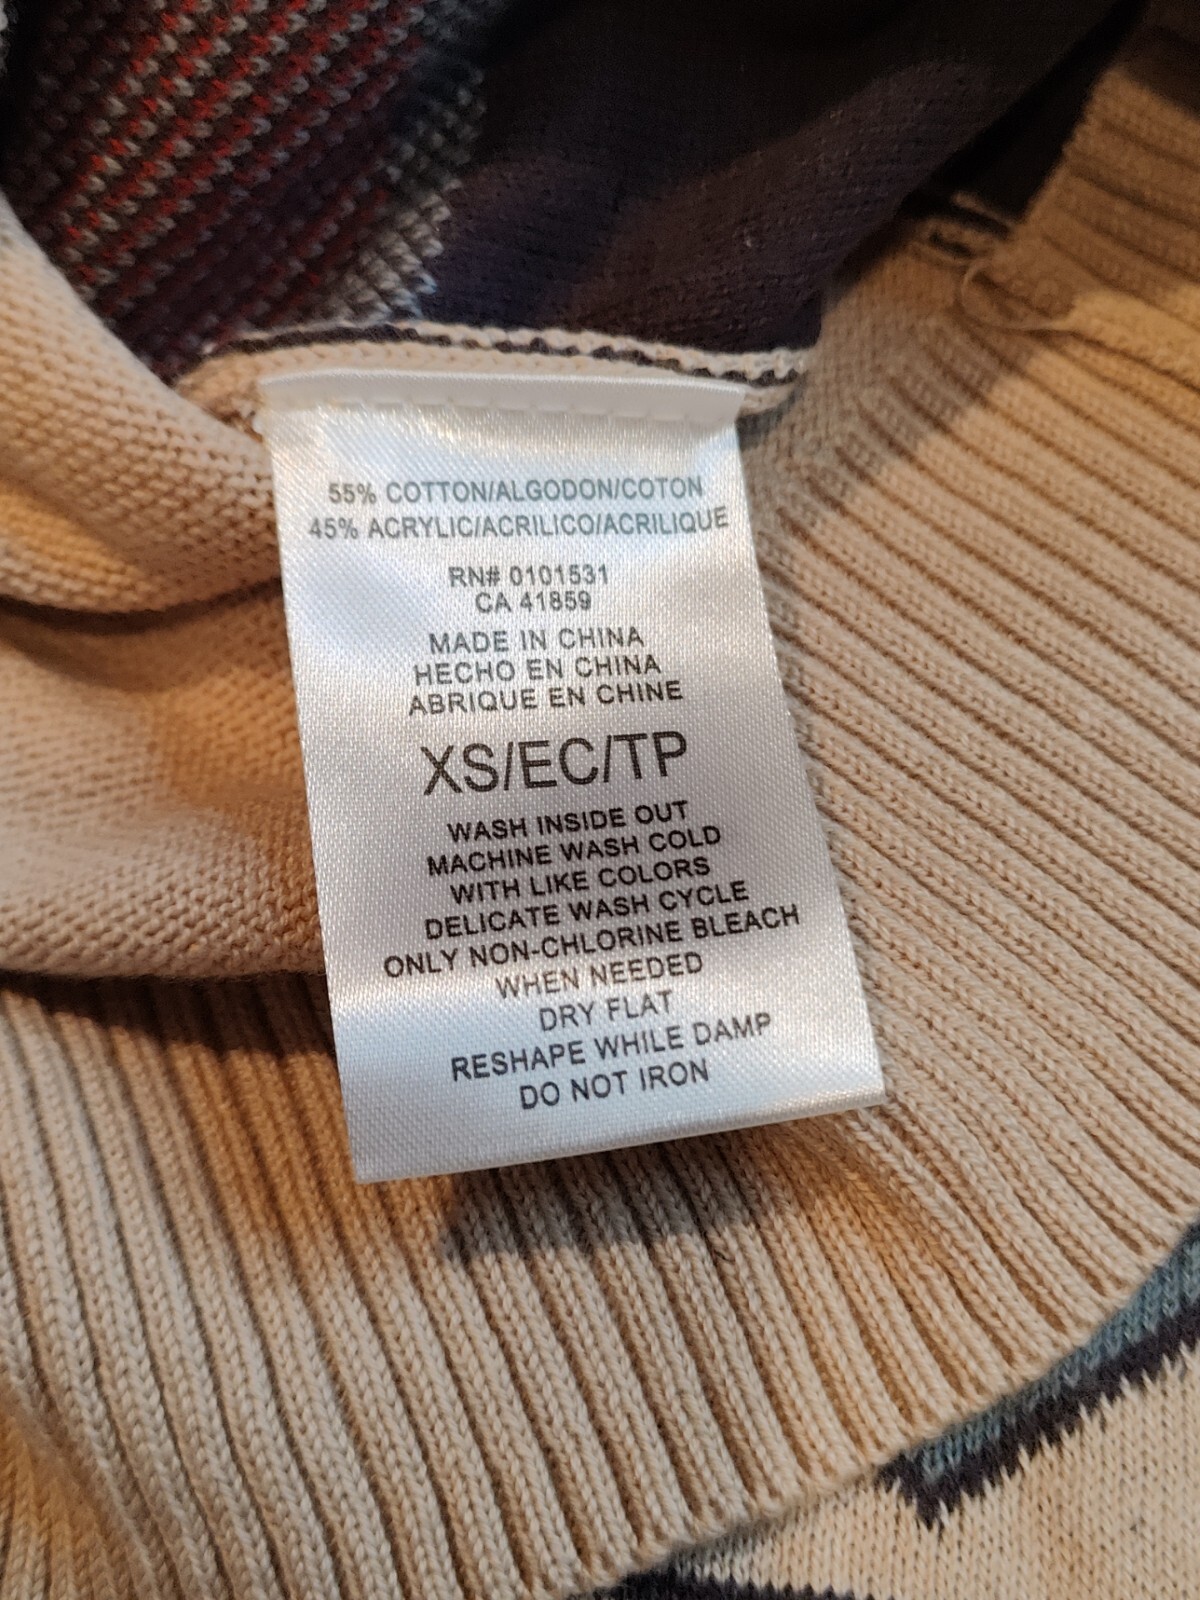 55% COTTON/ALGODON/COTON
45% ACRYLIC/ACRILICO/ACRILIQUE
RN# 0101531
CA 41859
MADE IN CHINA
HECHO EN CHINA
ABRIQUE EN CHINE
XS/EC/TP
WASH INSIDE OUT
MACHINE WASH COLD
WITH LIKE COLORS
DELICATE WASH CYCLE
ONLY NON-CHLORINE BLEACH
WHEN NEEDED
DRY FLAT
RESHAPE WHILE DAMP
DO NOT IRON